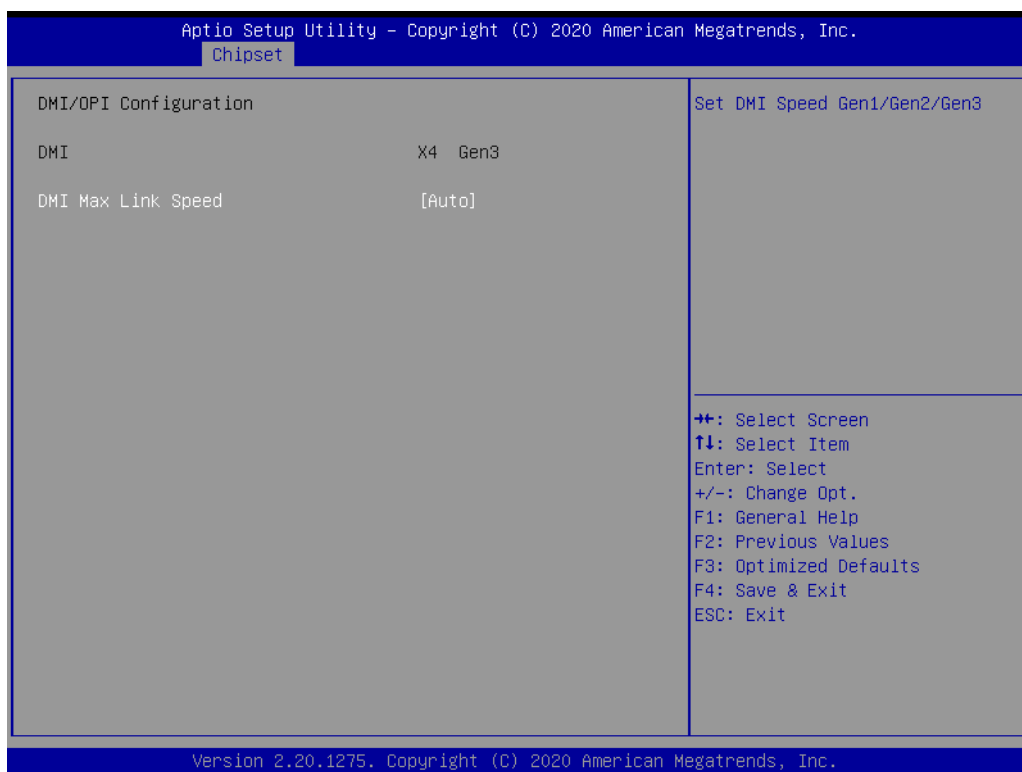 Aptio Setup Utility – Copyright (C) 2020 American Megatrends, Inc.
Chipset
DMI/OPI Configuration
DMI X4 Gen3
DMI Max Link Speed [Auto]
Set DMI Speed Gen1/Gen2/Gen3
→←: Select Screen
↑↓: Select Item
Enter: Select
+/-: Change Opt.
F1: General Help
F2: Previous Values
F3: Optimized Defaults
F4: Save & Exit
ESC: Exit
Version 2.20.1275. Copyright (C) 2020 American Megatrends, Inc.